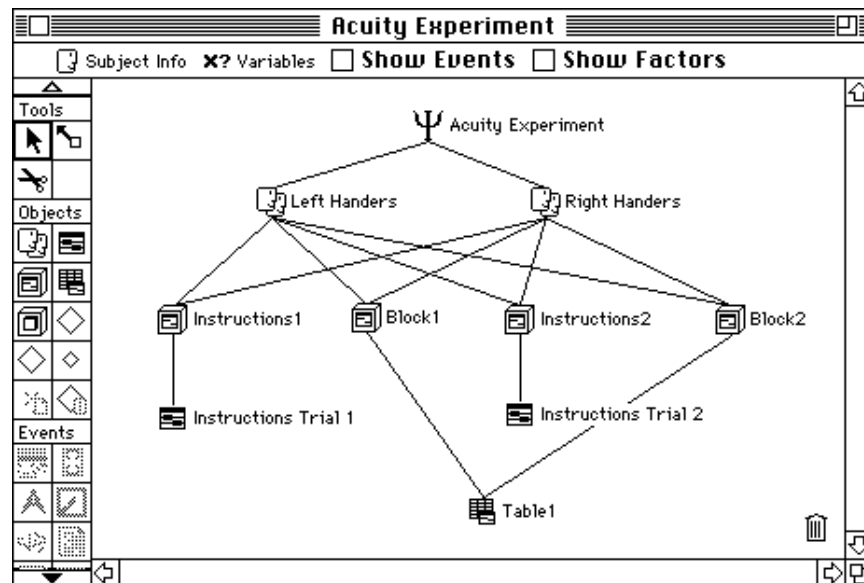 Acuity Experiment
Subject Info X? Variables Show Events Show Factors
Tools
Ψ Acuity Experiment
Left Handers Right Handers
Objects
Instructions1 Block1 Instructions2 Block2
Instructions Trial 1 Instructions Trial 2
Events
Table1